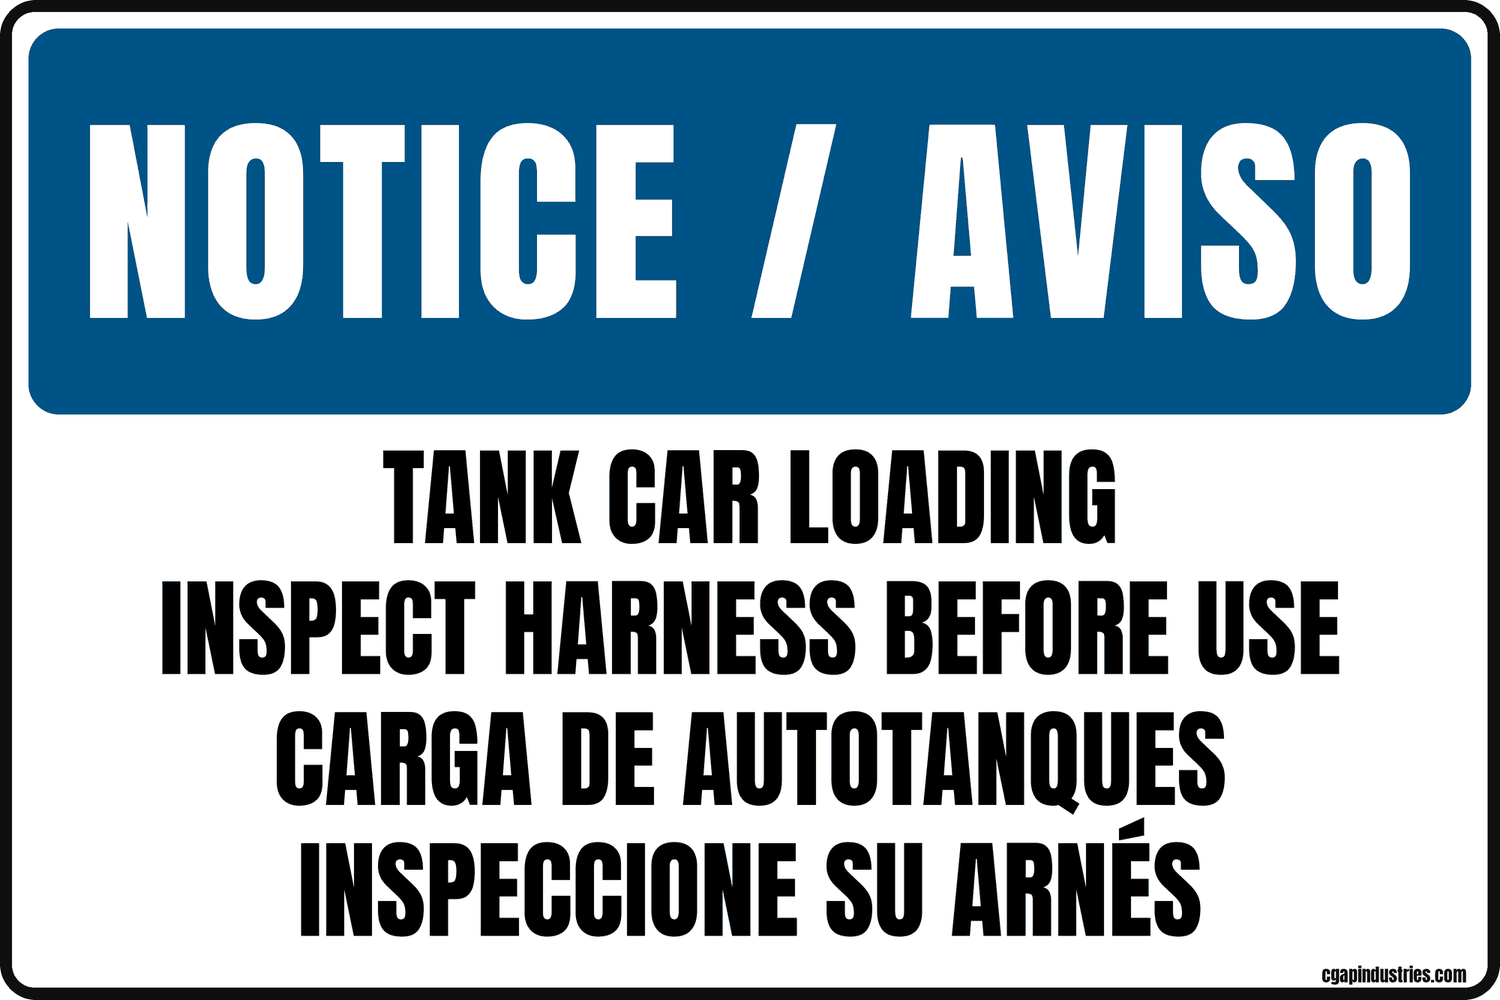 NOTICE / AVISO
TANK CAR LOADING
INSPECT HARNESS BEFORE USE
CARGA DE AUTOTANQUES
INSPECCIONE SU ARNÉS
cgapindustries.com